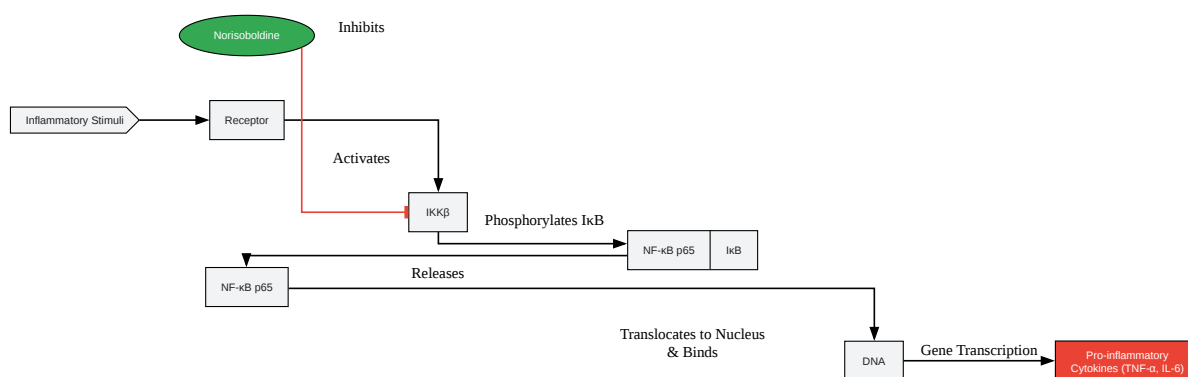 Norisoboldine
Inhibits
Inflammatory Stimuli
Receptor
Activates
IKKβ
Phosphorylates IκB
NF-κB p65
IκB
Releases
NF-κB p65
Translocates to Nucleus
& Binds
DNA
Gene Transcription
Pro-inflammatory
Cytokines (TNF-α, IL-6)